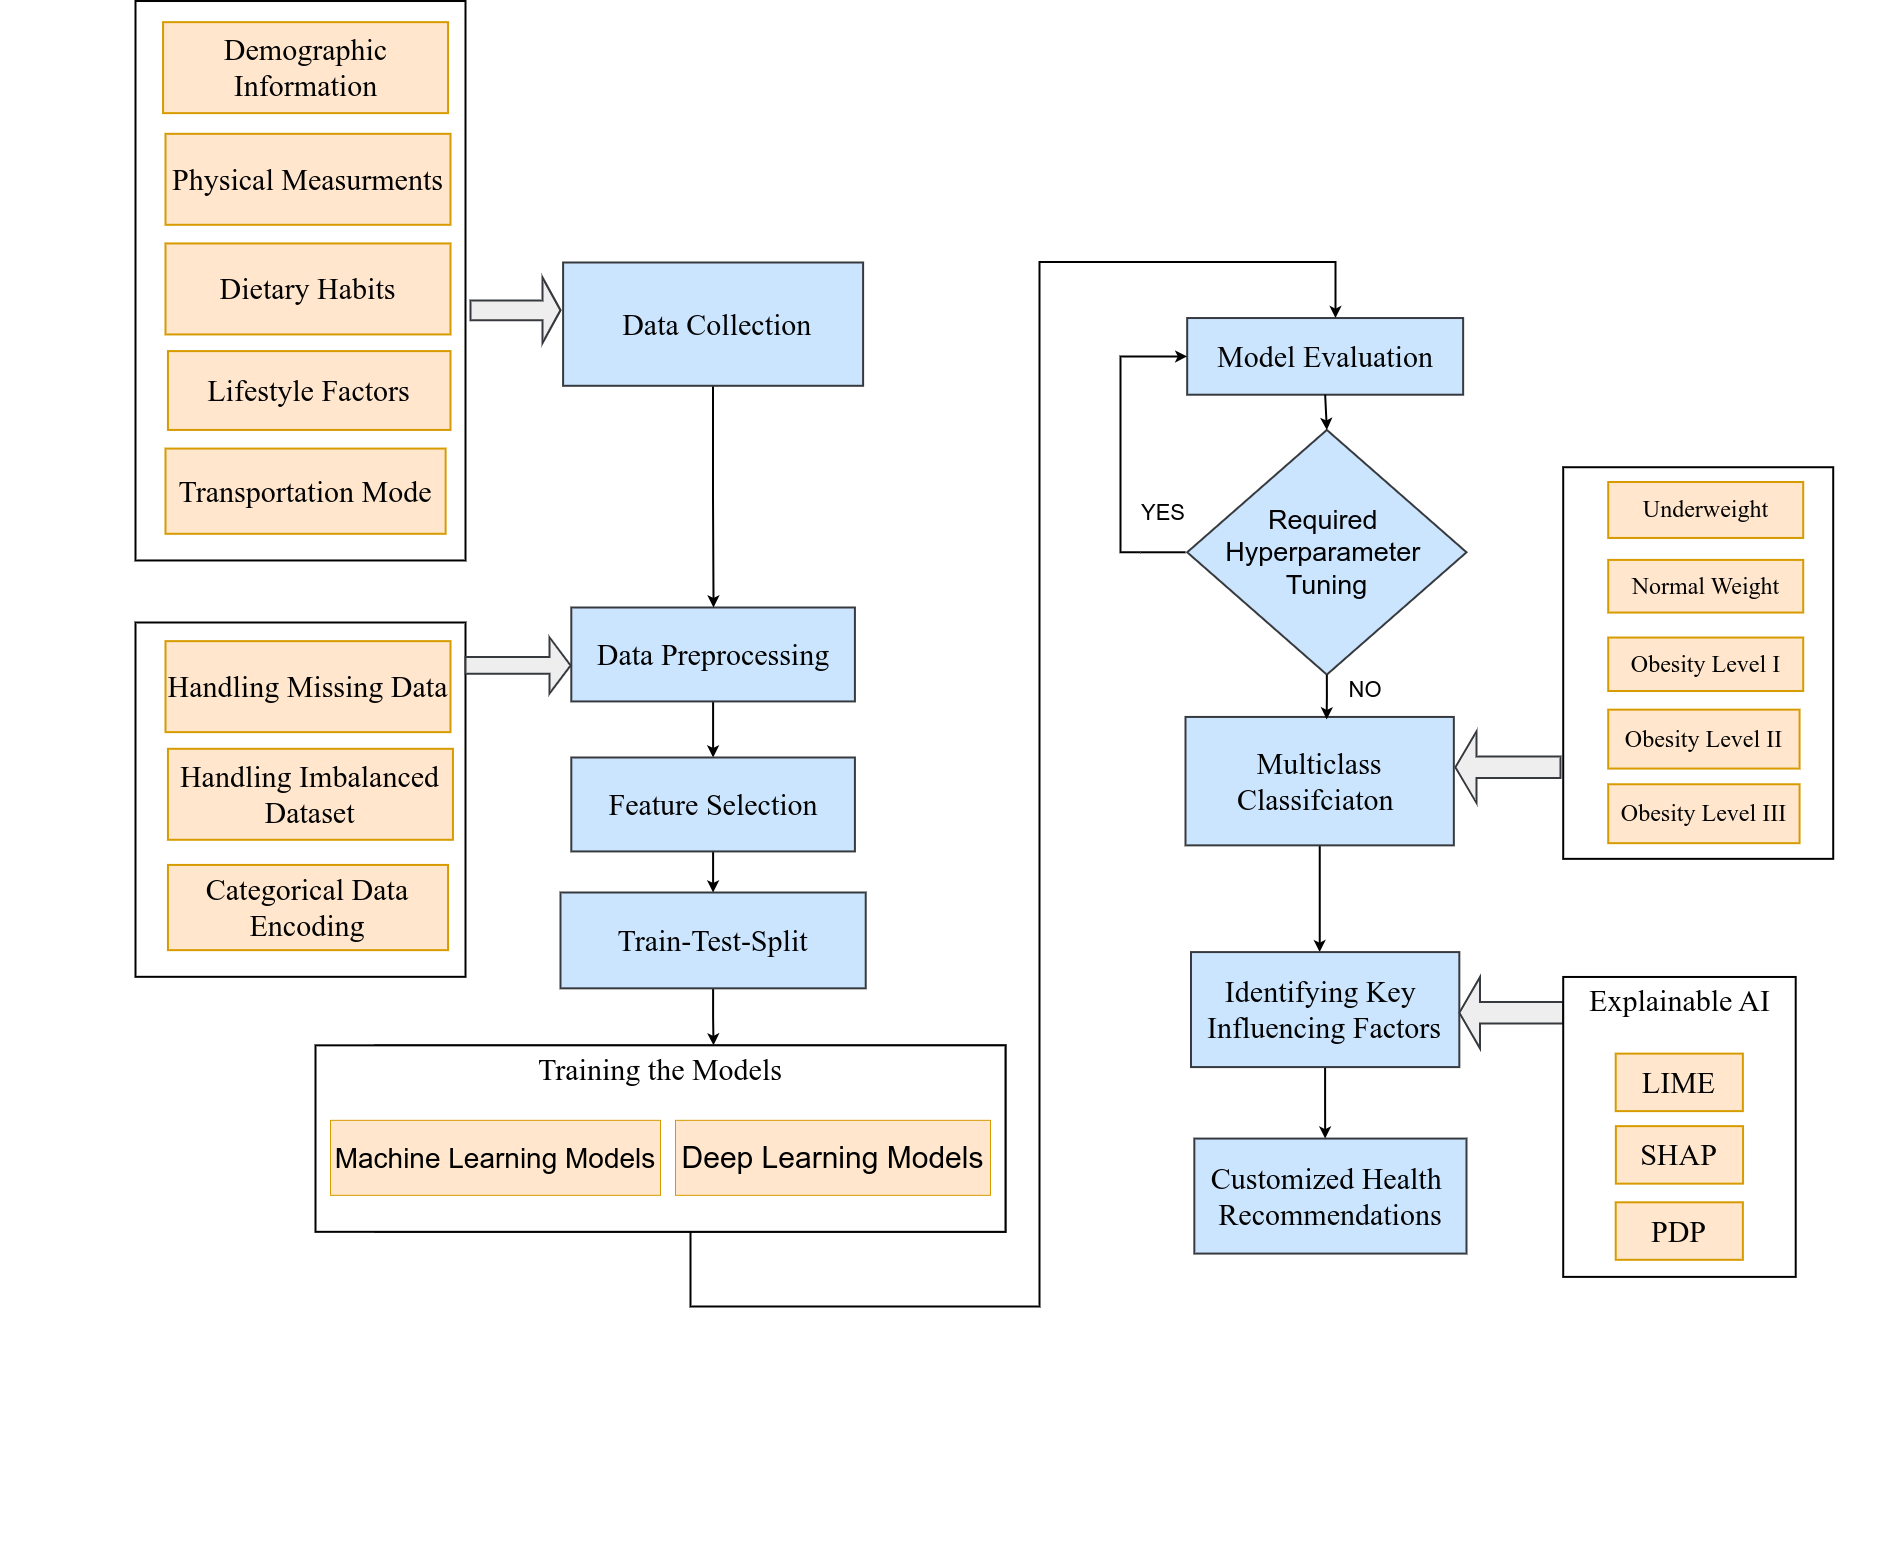 Demographic
Information
Physical Measurments
Dietary Habits
Lifestyle Factors
Transportation Mode
Data Collection
Handling Missing Data
Handling Imbalanced
Dataset
Categorical Data
Encoding
Data Preprocessing
Feature Selection
Train-Test-Split
Training the Models
Machine Learning Models
Deep Learning Models
Model Evaluation
YES
Required
Hyperparameter
Tuning
NO
Multiclass
Classifciaton
Underweight
Normal Weight
Obesity Level I
Obesity Level II
Obesity Level III
Identifying Key
Influencing Factors
Explainable AI
LIME
SHAP
PDP
Customized Health
Recommendations